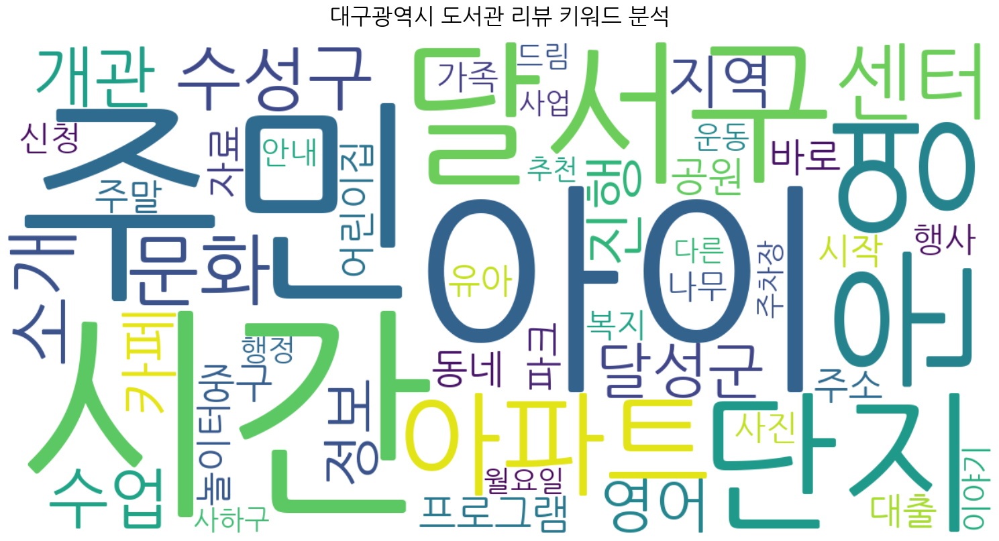 대구광역시 도서관 리뷰 키워드 분석
개관
수성구
달서구
가족
드림
사업
지역
센터
신청
주민
자료
안내
어린이집
추천
진행
운동
공원
바로
운영
주말
소개
문화
아이
유아
다른
나무
주차장
시작
행사
안
카페
시간
행정
중구
놀이터
정보
동네
파크
복지
달성군
주소
아파트
단지
사진
이야기
수업
사하구
월요일
프로그램
영어
대출